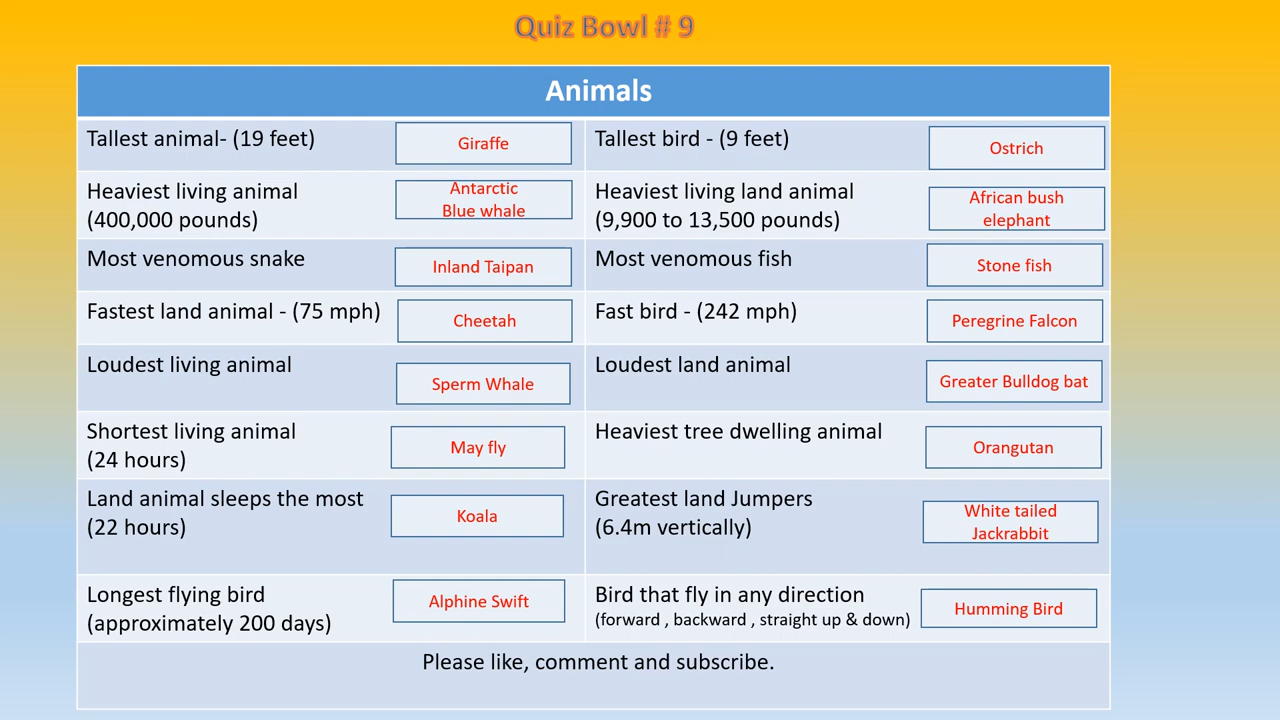 Quiz Bowl # 9
Animals
Tallest animal- (19 feet)
Giraffe
Tallest bird - (9 feet)
Ostrich
Heaviest living animal
(400,000 pounds)
Antarctic
Blue whale
Heaviest living land animal
(9,900 to 13,500 pounds)
African bush
elephant
Most venomous snake
Inland Taipan
Most venomous fish
Stone fish
Fastest land animal - (75 mph)
Cheetah
Fast bird - (242 mph)
Peregrine Falcon
Loudest living animal
Sperm Whale
Loudest land animal
Greater Bulldog bat
Shortest living animal
(24 hours)
May fly
Heaviest tree dwelling animal
Orangutan
Land animal sleeps the most
(22 hours)
Koala
Greatest land Jumpers
(6.4m vertically)
White tailed
Jackrabbit
Longest flying bird
(approximately 200 days)
Alphine Swift
Bird that fly in any direction
(forward , backward , straight up & down)
Humming Bird
Please like, comment and subscribe.